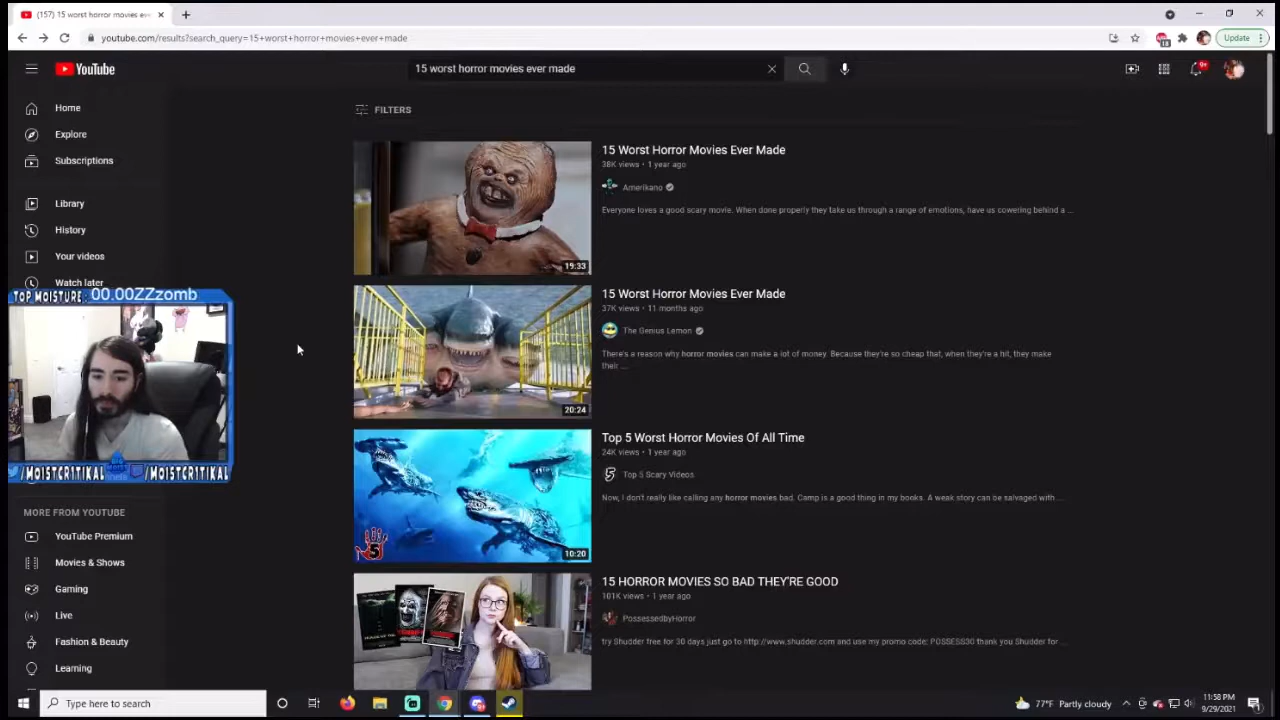 (157) 15 worst horror movies eve
youtube.com/results?search_query=15+worst+horror+movies+ever+made
Update
YouTube
15 worst horror movies ever made
9+
Home
Explore
Subscriptions
Library
History
Your videos
Watch later
TOP MOISTURE: 00.00ZZzomb
/MOISTCR1TIKAL
/MOISTCR1TIKAL
MORE FROM YOUTUBE
YouTube Premium
Movies & Shows
Gaming
Live
Fashion & Beauty
Learning
FILTERS
19:33
15 Worst Horror Movies Ever Made
38K views • 1 year ago
Amerikano
Everyone loves a good scary movie. When done properly they take us through a range of emotions, have us cowering behind a ...
20:24
15 Worst Horror Movies Ever Made
37K views • 11 months ago
The Genius Lemon
There's a reason why horror movies can make a lot of money. Because they're so cheap that, when they're a hit, they make
their ...
5
10:20
Top 5 Worst Horror Movies Of All Time
24K views • 1 year ago
Top 5 Scary Videos
Now, I don't really like calling any horror movies bad. Camp is a good thing in my books. A weak story can be salvaged with ...
15 HORROR MOVIES SO BAD THEY'RE GOOD
101K views • 1 year ago
PossessedbyHorror
try Shudder free for 30 days just go to http://www.shudder.com and use my promo code: POSSESS30 thank you Shudder for ...
Type here to search
77°F Partly cloudy
11:58 PM
9/29/2021